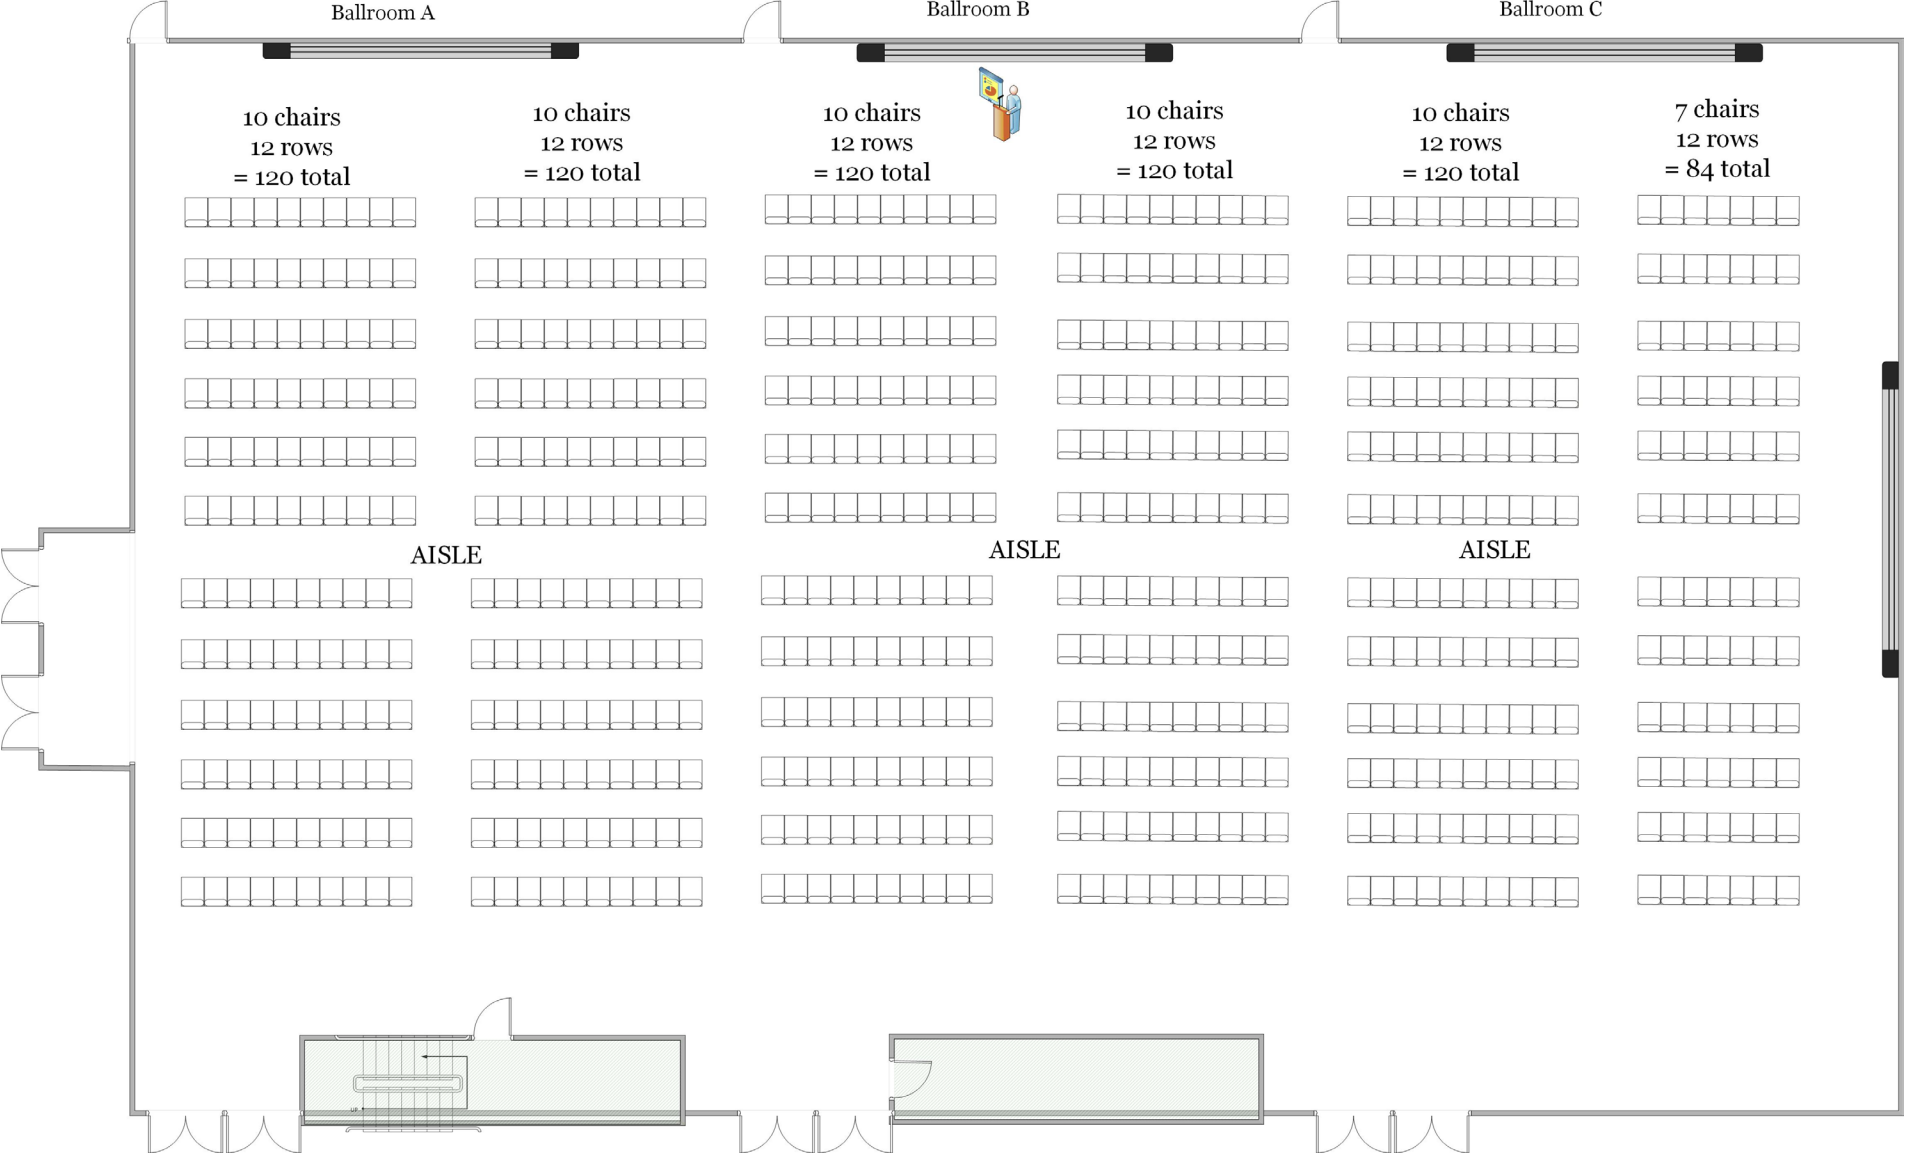 Ballroom A
Ballroom B
Ballroom C
10 chairs
12 rows
= 120 total
10 chairs
12 rows
= 120 total
10 chairs
12 rows
= 120 total
10 chairs
12 rows
= 120 total
10 chairs
12 rows
= 120 total
7 chairs
12 rows
= 84 total
AISLE
AISLE
AISLE
UP